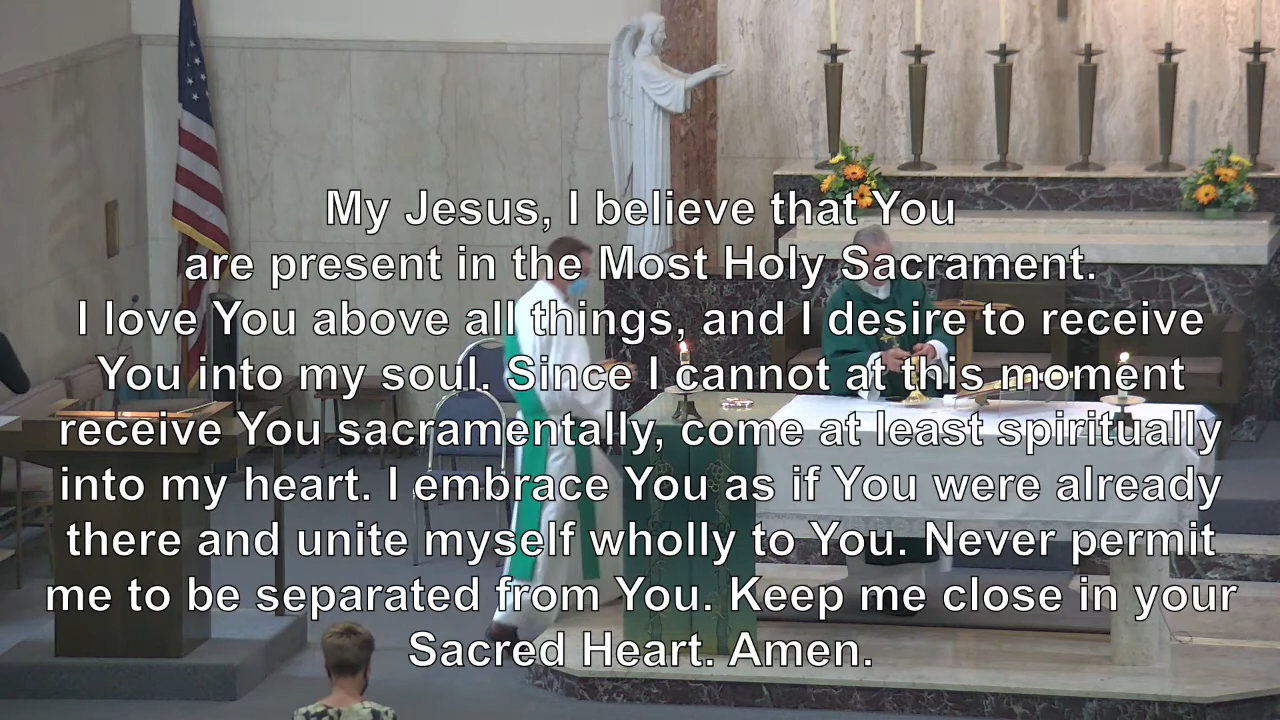 My Jesus, I believe that You
are present in the Most Holy Sacrament.
I love You above all things, and I desire to receive
You into my soul. Since I cannot at this moment
receive You sacramentally, come at least spiritually
into my heart. I embrace You as if You were already
there and unite myself wholly to You. Never permit
me to be separated from You. Keep me close in your
Sacred Heart. Amen.